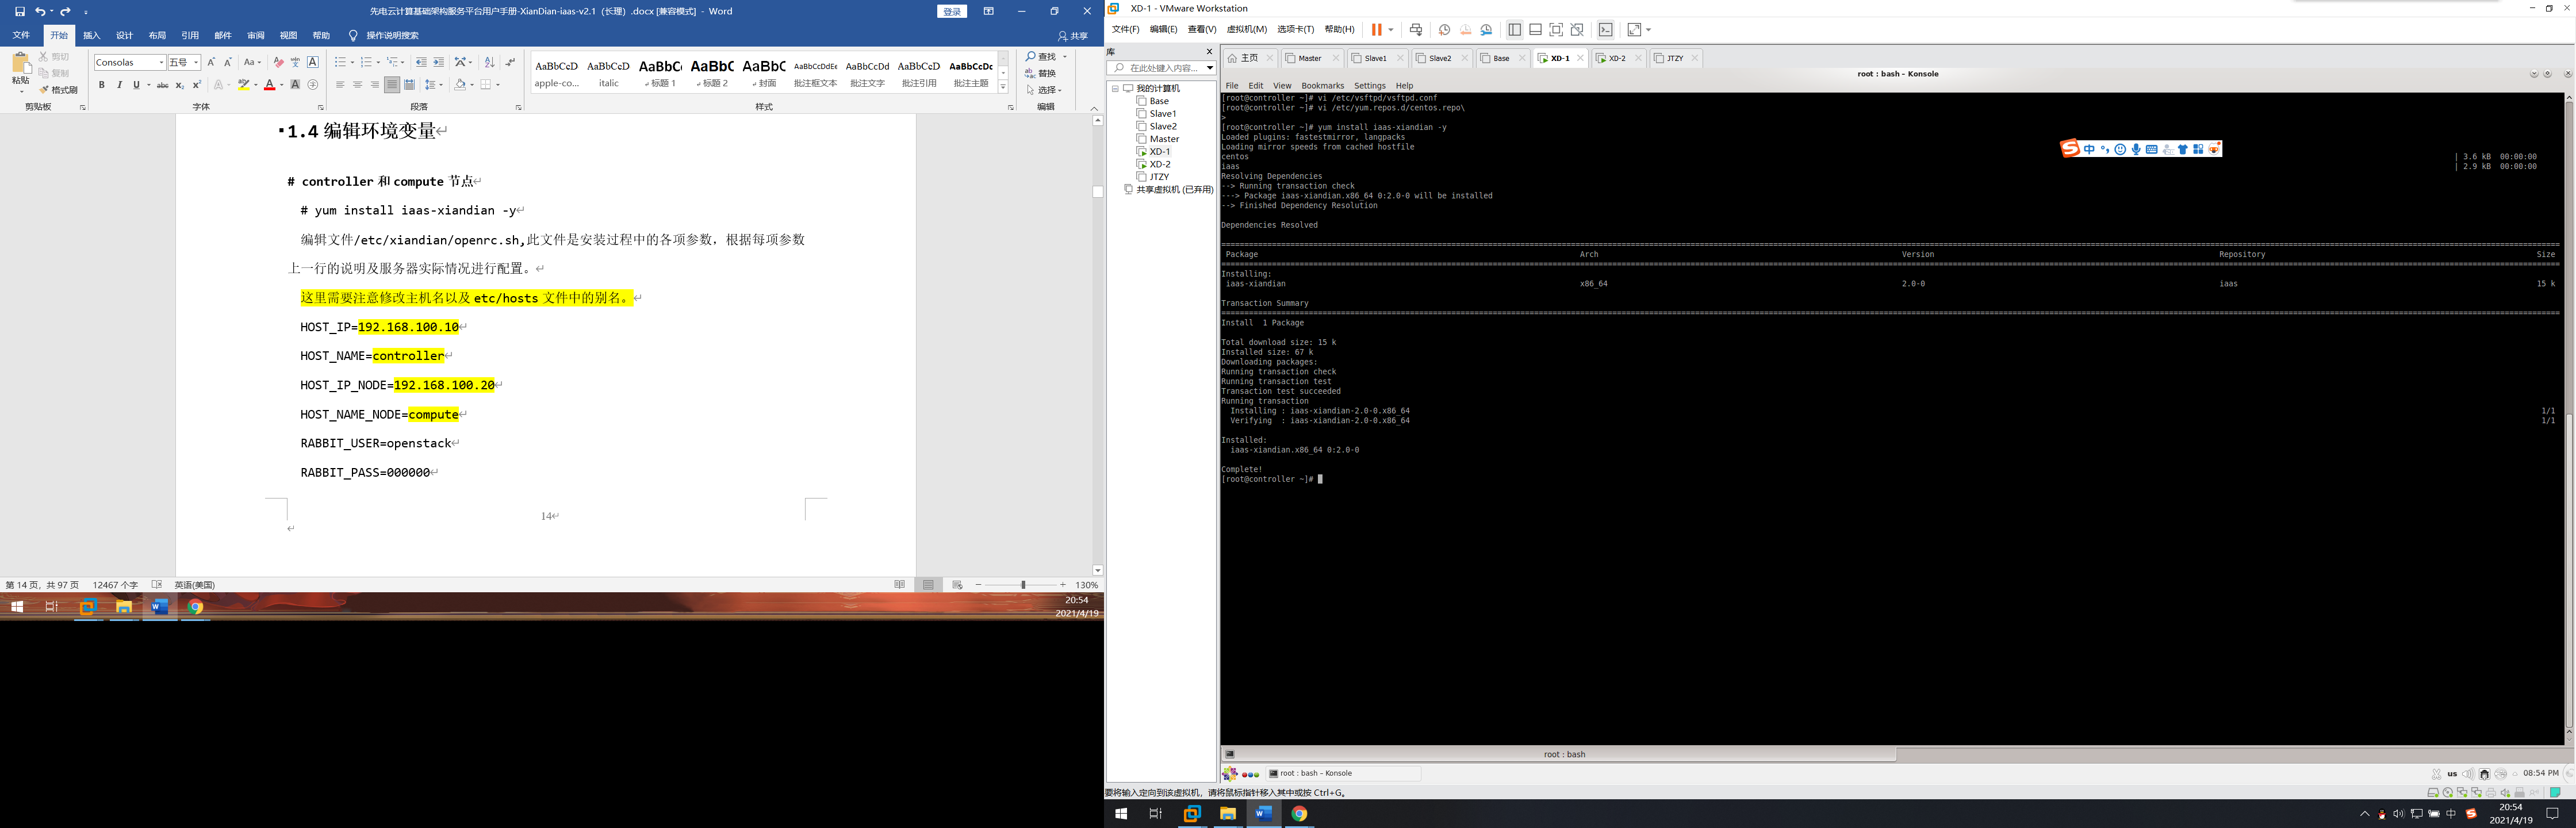 先电云计算基础架构服务平台用户手册-XianDian-iaas-v2.1（长理）.docx [兼容模式] - Word
登录
文件 开始 插入 设计 布局 引用 邮件 审阅 视图 帮助 操作说明搜索 共享
粘贴
剪切
复制
格式刷
剪贴板
Consolas 五号
字体
段落
AaBbCcD AaBbCcD AaBbC AaBbC AaBbC AaBbCcDdEe AaBbCcDd AaBbCcD AaBbCcDc
apple-co... italic 标题 1 标题 2 封面 批注框文本 批注文字 批注引用 批注主题
样式
查找
替换
选择
编辑
1.4 编辑环境变量
# controller 和 compute 节点
# yum install iaas-xiandian -y
编辑文件/etc/xiandian/openrc.sh,此文件是安装过程中的各项参数，根据每项参数
上一行的说明及服务器实际情况进行配置。
这里需要注意修改主机名以及 etc/hosts 文件中的别名。
HOST_IP=192.168.100.10
HOST_NAME=controller
HOST_IP_NODE=192.168.100.20
HOST_NAME_NODE=compute
RABBIT_USER=openstack
RABBIT_PASS=000000
14
第 14 页，共 97 页 12467 个字 英语(美国) 130%
20:54
2021/4/19
XD-1 - VMware Workstation
文件(F) 编辑(E) 查看(V) 虚拟机(M) 选项卡(T) 帮助(H)
库
在此处键入内容...
我的计算机
Base
Slave1
Slave2
Master
XD-1
XD-2
JTZY
共享虚拟机 (已弃用)
主页 Master Slave1 Slave2 Base XD-1 XD-2 JTZY
root : bash - Konsole
File Edit View Bookmarks Settings Help
[root@controller ~]# vi /etc/vsftpd/vsftpd.conf
[root@controller ~]# vi /etc/yum.repos.d/centos.repo\
>
[root@controller ~]# yum install iaas-xiandian -y
Loaded plugins: fastestmirror, langpacks
Loading mirror speeds from cached hostfile
centos | 3.6 kB 00:00:00
iaas | 2.9 kB 00:00:00
Resolving Dependencies
--> Running transaction check
---> Package iaas-xiandian.x86_64 0:2.0-0 will be installed
--> Finished Dependency Resolution
Dependencies Resolved
Package Arch Version Repository Size
Installing:
iaas-xiandian x86_64 2.0-0 iaas 15 k
Transaction Summary
Install 1 Package
Total download size: 15 k
Installed size: 67 k
Downloading packages:
Running transaction check
Running transaction test
Transaction test succeeded
Running transaction
Installing : iaas-xiandian-2.0-0.x86_64 1/1
Verifying : iaas-xiandian-2.0-0.x86_64 1/1
Installed:
iaas-xiandian.x86_64 0:2.0-0
Complete!
[root@controller ~]#
中
root : bash
root : bash - Konsole
us 08:54 PM
要将输入定向到该虚拟机，请将鼠标指针移入其中或按 Ctrl+G。
中
20:54
2021/4/19